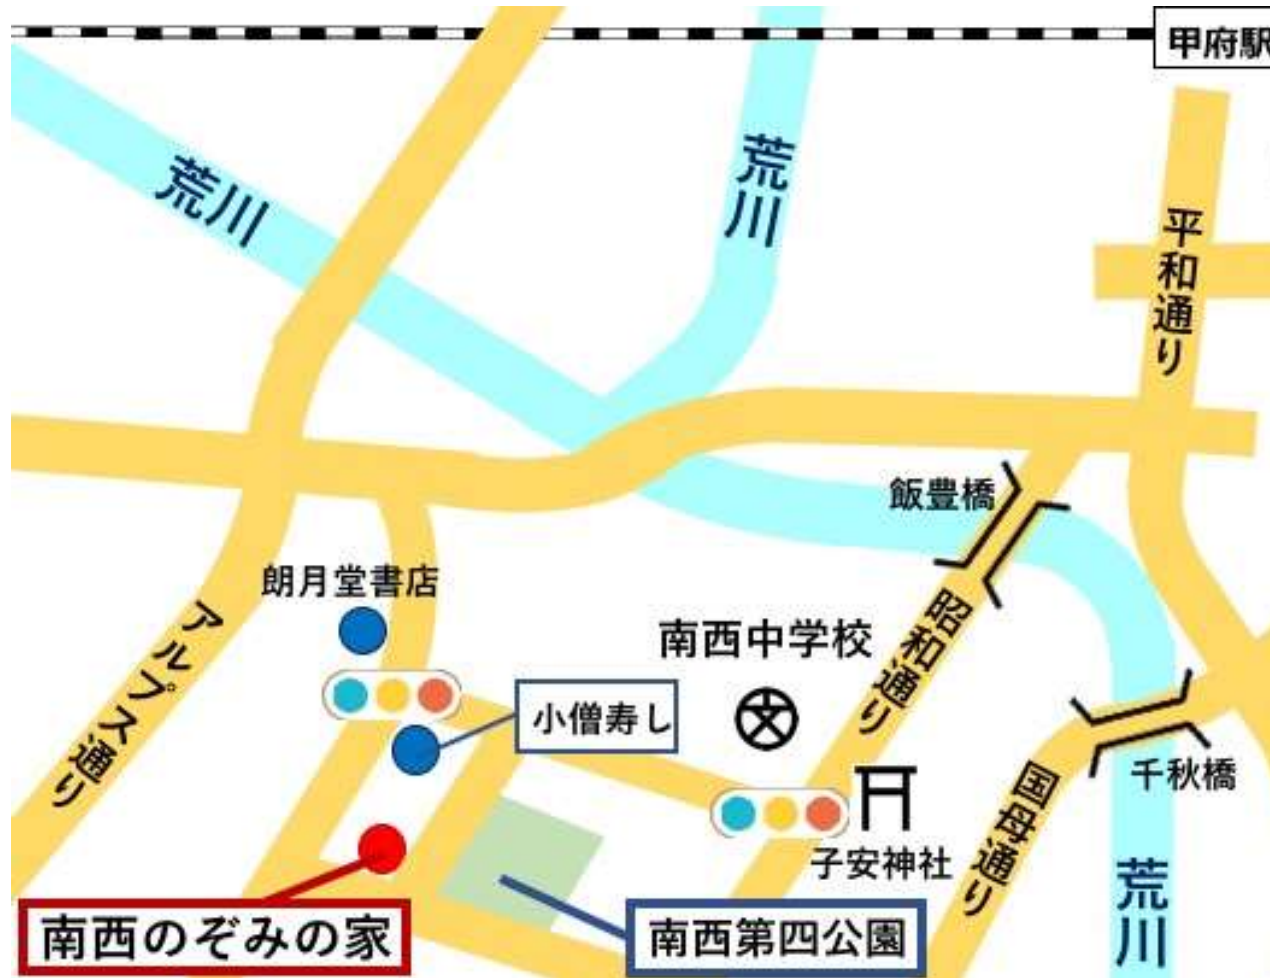 甲府駅
荒川
荒川
平和通り
飯豊橋
朗月堂書店
昭和通り
南西中学校
アルプス通り
小僧寿し
千秋橋
国母通り
子安神社
荒川
南西のぞみの家
南西第四公園